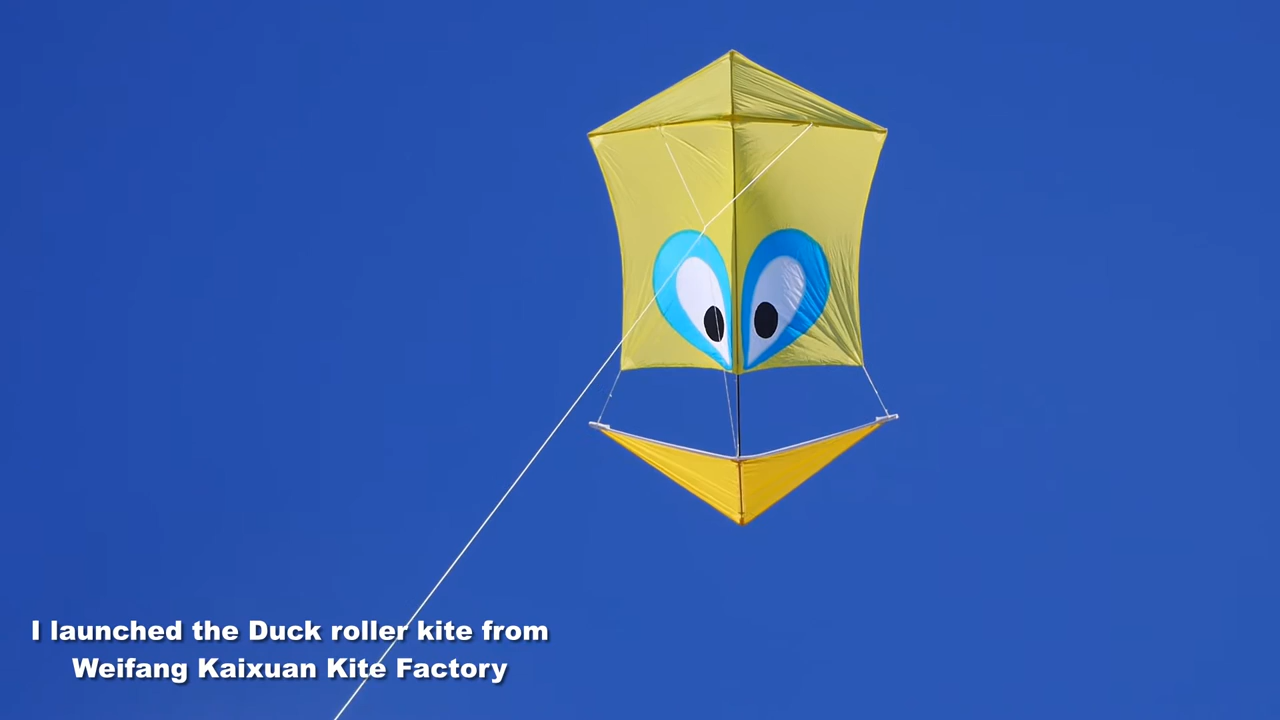 I launched the Duck roller kite from
Weifang Kaixuan Kite Factory